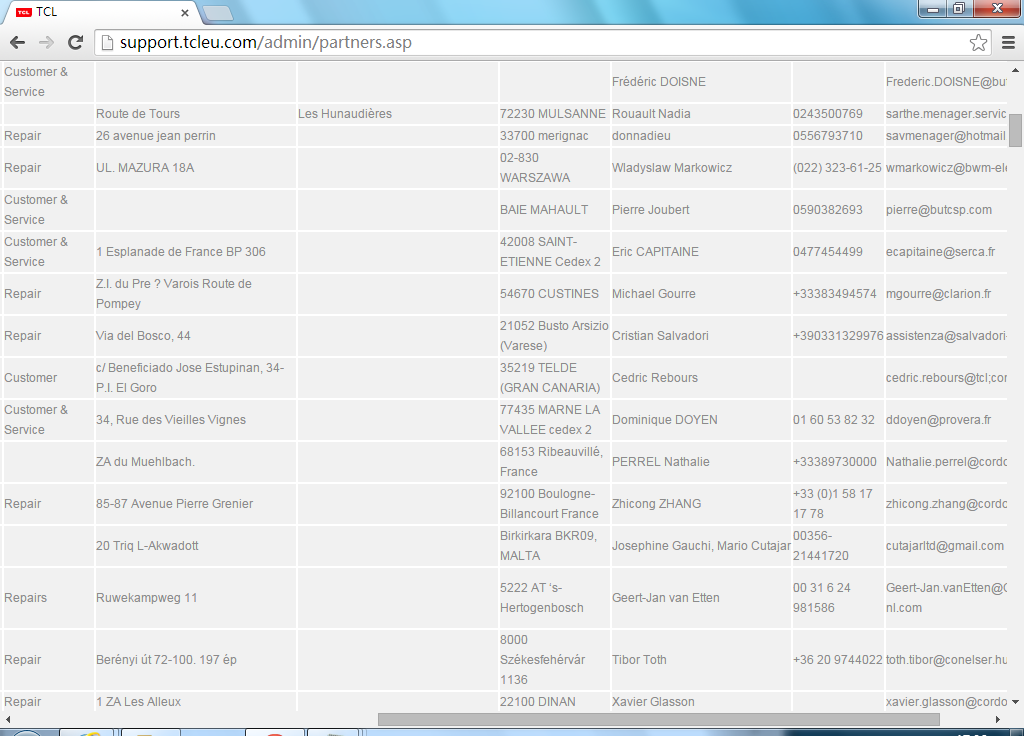 TCL TCL
support.tcleu.com/admin/partners.asp
Customer &
Service
Frédéric DOISNE Frederic.DOISNE@but
Route de Tours Les Hunaudières 72230 MULSANNE Rouault Nadia 0243500769 sarthe.menager.servic
Repair 26 avenue jean perrin 33700 merignac donnadieu 0556793710 savmenager@hotmail
Repair UL. MAZURA 18A 02-830
WARSZAWA Wladyslaw Markowicz (022) 323-61-25 wmarkowicz@bwm-ele
Customer &
Service BAIE MAHAULT Pierre Joubert 0590382693 pierre@butcsp.com
Customer &
Service 1 Esplanade de France BP 306 42008 SAINT-
ETIENNE Cedex 2 Eric CAPITAINE 0477454499 ecapitaine@serca.fr
Repair Z.I. du Pre ? Varois Route de
Pompey 54670 CUSTINES Michael Gourre +33383494574 mgourre@clarion.fr
Repair Via del Bosco, 44 21052 Busto Arsizio
(Varese) Cristian Salvadori +390331329976 assistenza@salvadori-
Customer c/ Beneficiado Jose Estupinan, 34-
P.I. El Goro 35219 TELDE
(GRAN CANARIA) Cedric Rebours cedric.rebours@tcl;con
Customer &
Service 34, Rue des Vieilles Vignes 77435 MARNE LA
VALLEE cedex 2 Dominique DOYEN 01 60 53 82 32 ddoyen@provera.fr
ZA du Muehlbach. 68153 Ribeauvillè,
France PERREL Nathalie +33389730000 Nathalie.perrel@cordo
Repair 85-87 Avenue Pierre Grenier 92100 Boulogne-
Billancourt France Zhicong ZHANG +33 (0)1 58 17
17 78 zhicong.zhang@cordo
20 Triq L-Akwadott Birkirkara BKR09,
MALTA Josephine Gauchi, Mario Cutajar 00356-
21441720 cutajarltd@gmail.com
Repairs Ruwekampweg 11 5222 AT ‘s-
Hertogenbosch Geert-Jan van Etten 00 31 6 24
981586 Geert-Jan.vanEtten@C
nl.com
Repair Berényi út 72-100. 197 ép 8000
Székesfehérvár
1136 Tibor Toth +36 20 9744022 toth.tibor@conelser.hu
Repair 1 ZA Les Alleux 22100 DINAN Xavier Glasson xavier.glasson@cordo